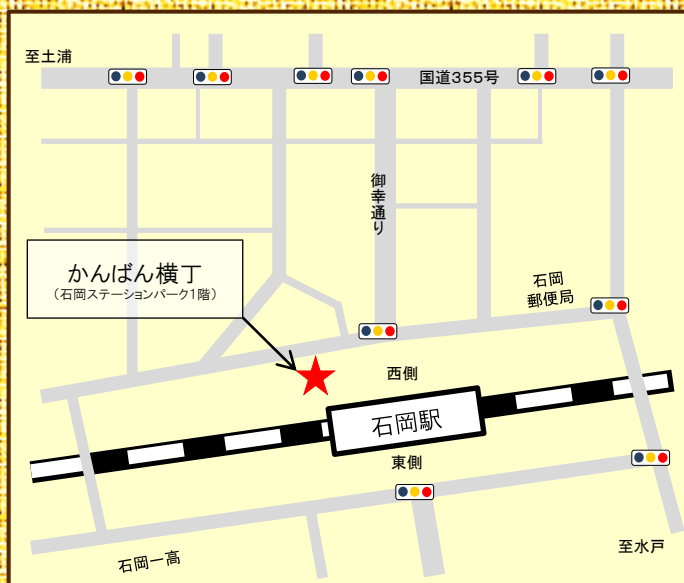 至土浦
国道355号
御幸通り
かんばん横丁
(石岡ステーションパーク1階)
石岡
郵便局
西側
石岡駅
東側
石岡一高
至水戸